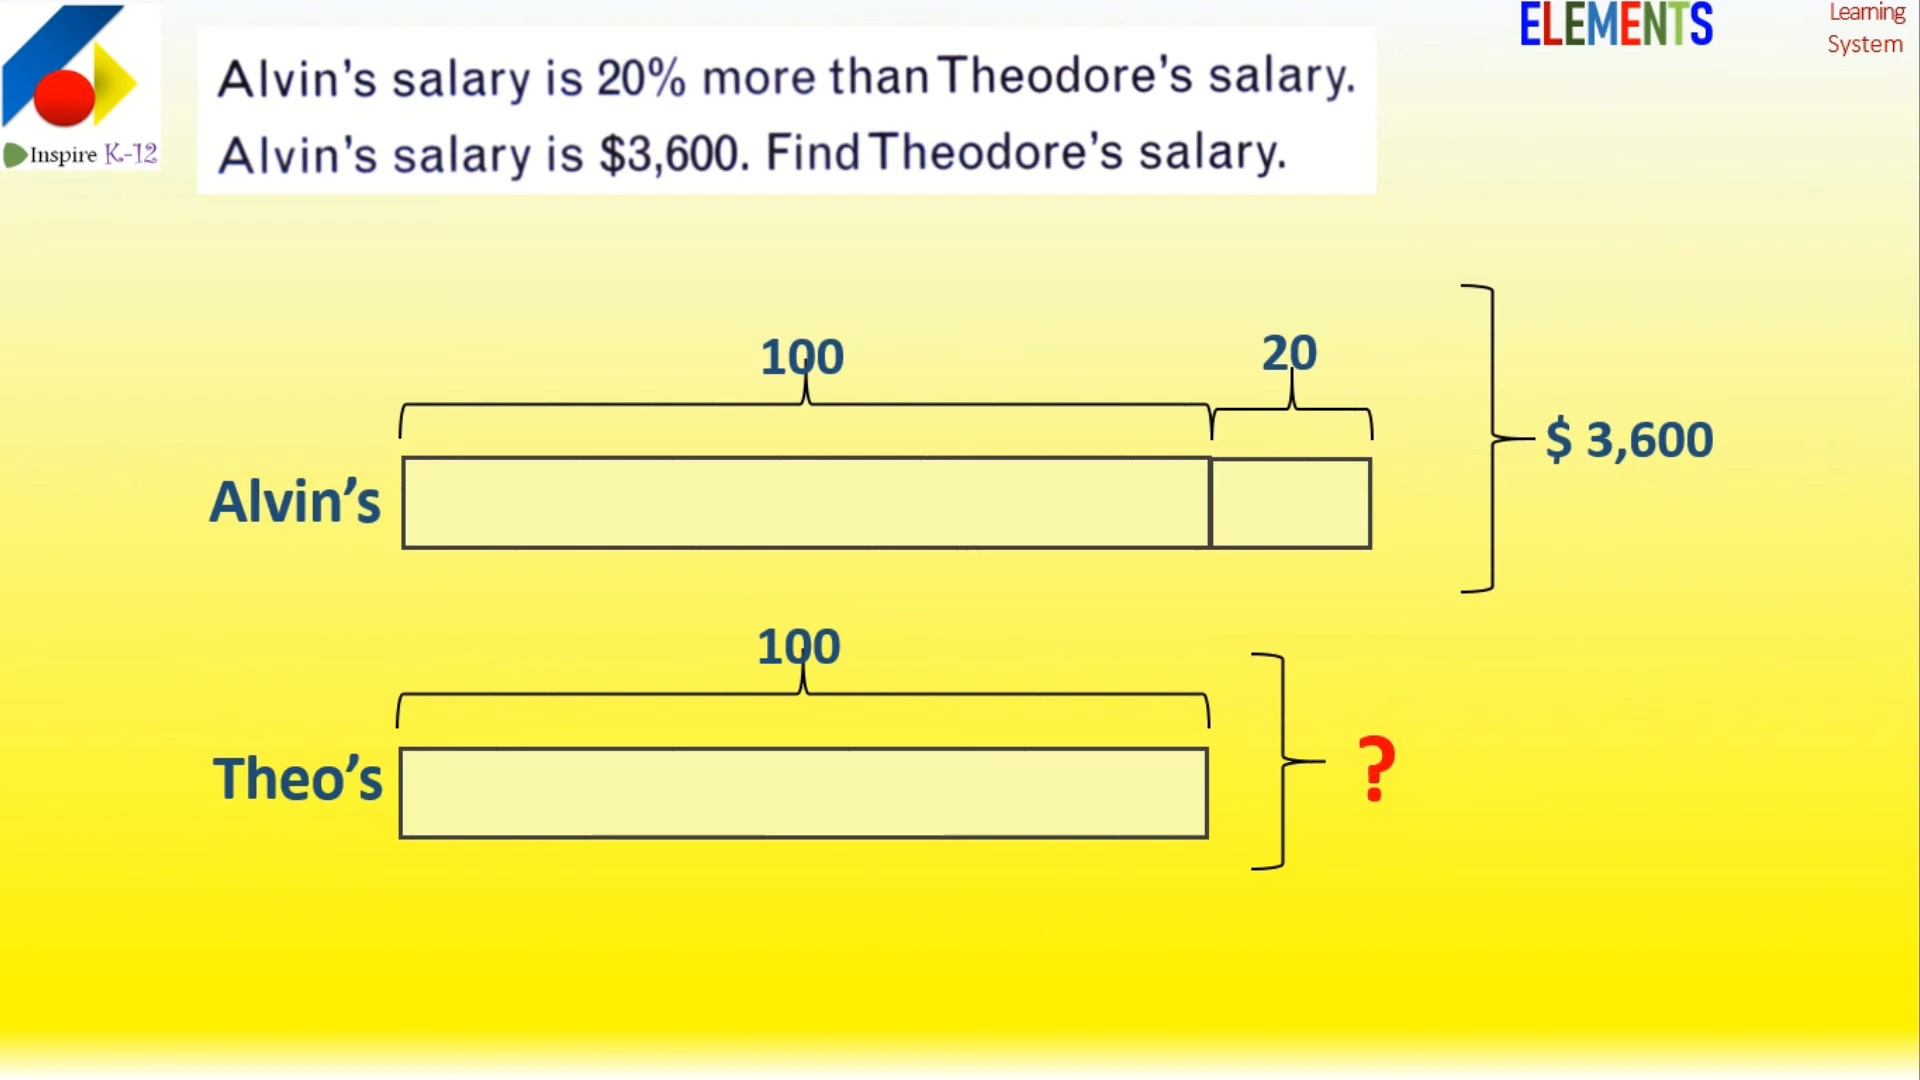 Inspire K-12
ELEMENTS
Learning
System
Alvin's salary is 20% more than Theodore's salary.
Alvin's salary is $3,600. Find Theodore's salary.
100
20
$ 3,600
Alvin's
100
Theo's
?